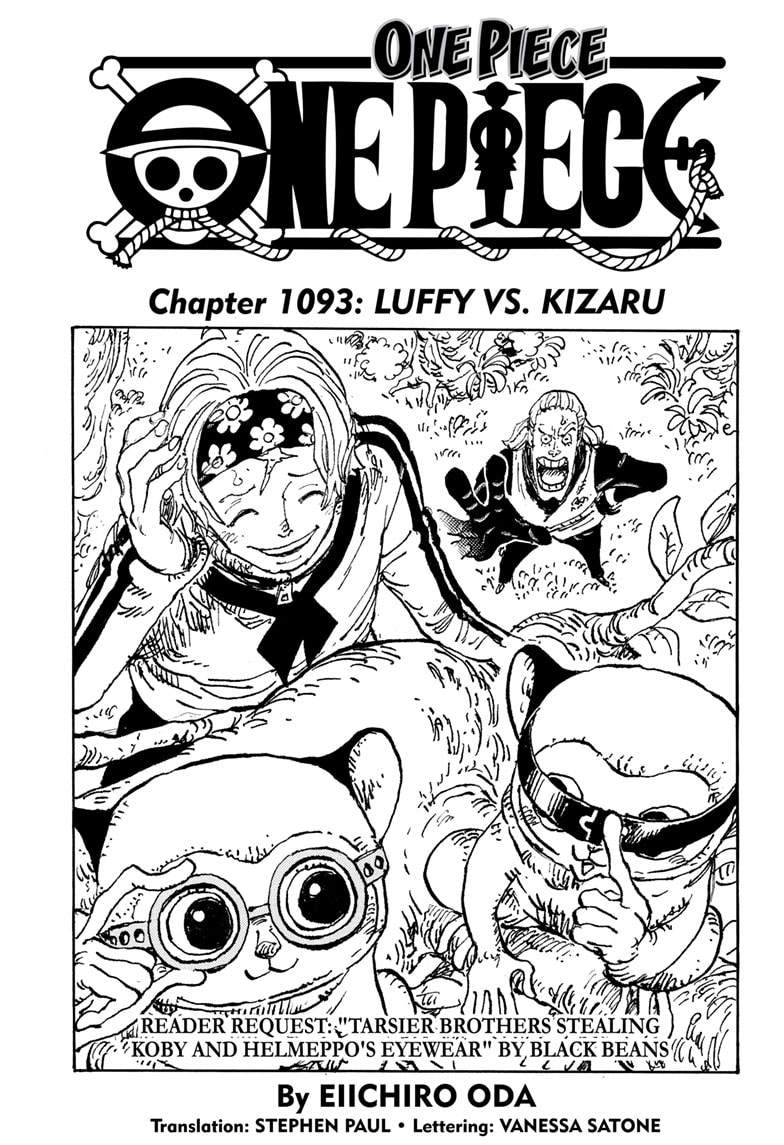 ONE PIECE
ONE PIECE
Chapter 1093: LUFFY VS. KIZARU
READER REQUEST: "TARSIER BROTHERS STEALING
KOBY AND HELMEPPO'S EYEWEAR" BY BLACK BEANS
By EIICHIRO ODA
Translation: STEPHEN PAUL • Lettering: VANESSA SATONE